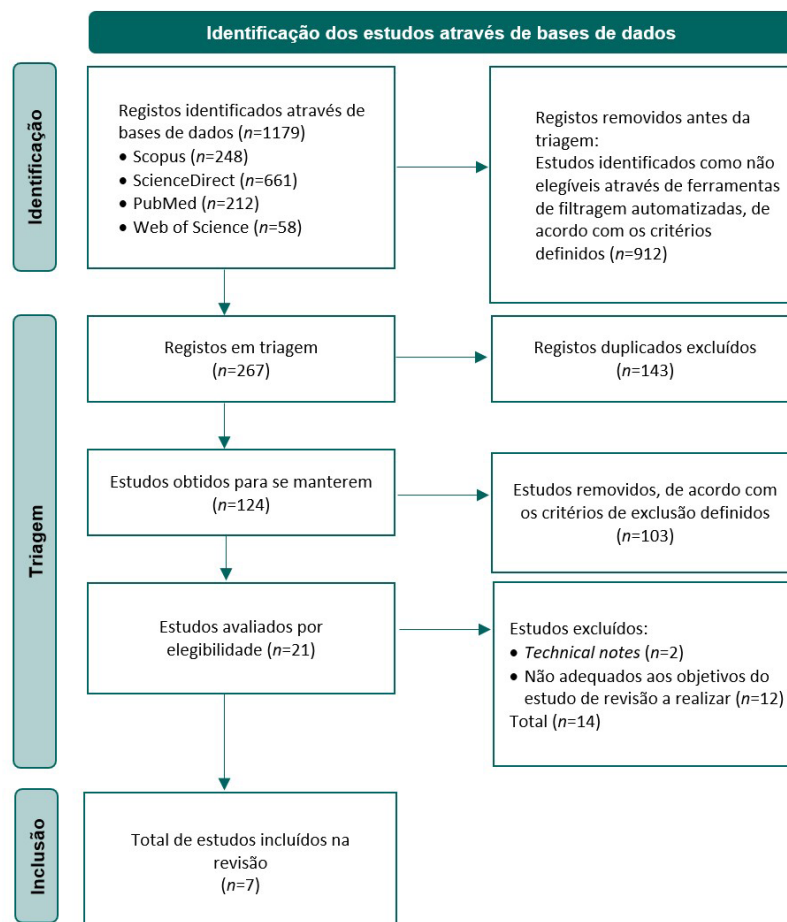 Identificação dos estudos através de bases de dados
Identificação
Registos identificados através de
bases de dados (n=1179)
• Scopus (n=248)
• ScienceDirect (n=661)
• PubMed (n=212)
• Web of Science (n=58)
Registos removidos antes da
triagem:
Estudos identificados como não
elegíveis através de ferramentas
de filtragem automatizadas, de
acordo com os critérios
definidos (n=912)
Triagem
Registos em triagem
(n=267)
Registos duplicados excluídos
(n=143)
Estudos obtidos para se manterem
(n=124)
Estudos removidos, de acordo com
os critérios de exclusão definidos
(n=103)
Estudos avaliados por
elegibilidade (n=21)
Estudos excluídos:
• Technical notes (n=2)
• Não adequados aos objetivos do
estudo de revisão a realizar (n=12)
Total (n=14)
Inclusão
Total de estudos incluídos na
revisão
(n=7)